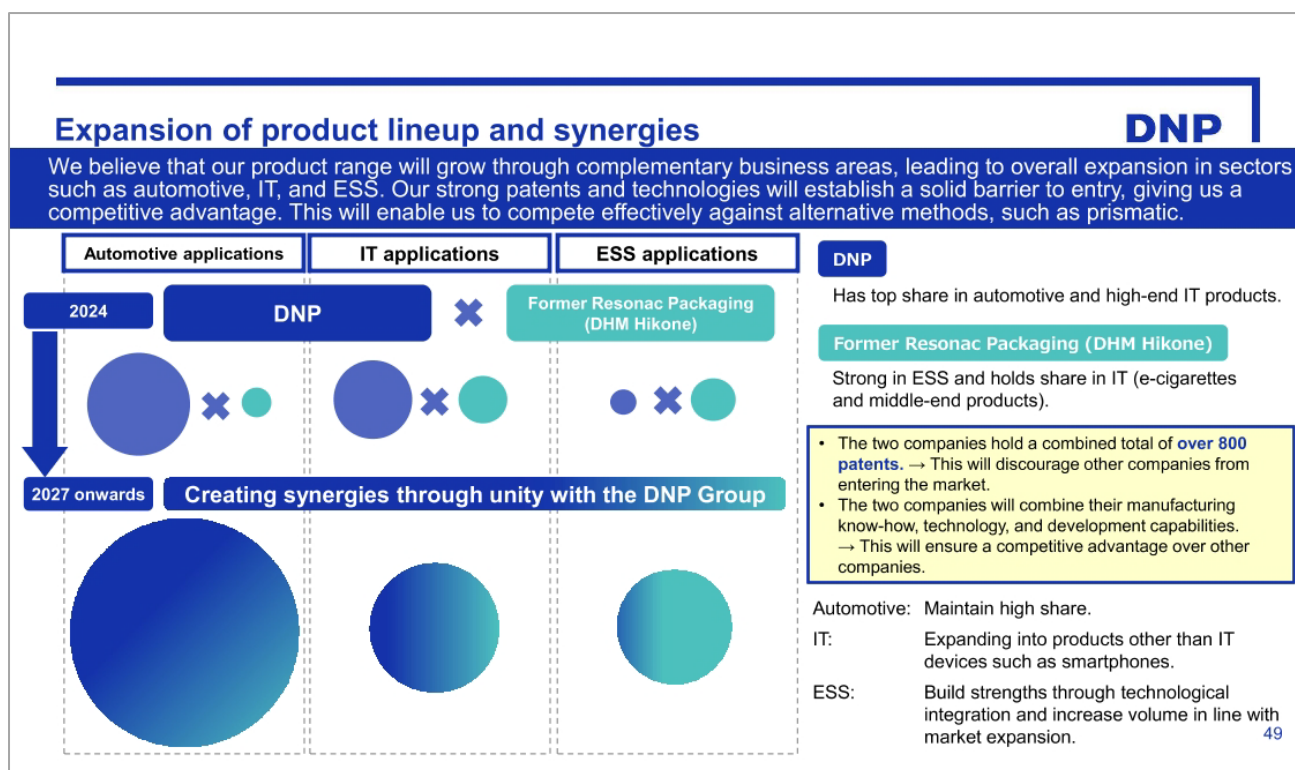 Expansion of product lineup and synergies
DNP
We believe that our product range will grow through complementary business areas, leading to overall expansion in sectors
such as automotive, IT, and ESS. Our strong patents and technologies will establish a solid barrier to entry, giving us a
competitive advantage. This will enable us to compete effectively against alternative methods, such as prismatic.
Automotive applications
IT applications
ESS applications
2024
DNP
Former Resonac Packaging
(DHM Hikone)
2027 onwards
Creating synergies through unity with the DNP Group
DNP
Has top share in automotive and high-end IT products.
Former Resonac Packaging (DHM Hikone)
Strong in ESS and holds share in IT (e-cigarettes
and middle-end products).
• The two companies hold a combined total of over 800
patents. → This will discourage other companies from
entering the market.
• The two companies will combine their manufacturing
know-how, technology, and development capabilities.
→ This will ensure a competitive advantage over other
companies.
Automotive: Maintain high share.
IT: Expanding into products other than IT
devices such as smartphones.
ESS: Build strengths through technological
integration and increase volume in line with
market expansion.
49